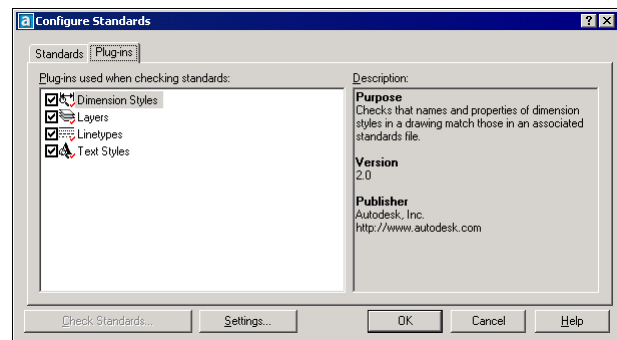 a Configure Standards
Standards Plug-ins
Plug-ins used when checking standards:
Dimension Styles
Layers
Linetypes
Text Styles
Description:
Purpose
Checks that names and properties of dimension
styles in a drawing match those in an associated
standards file.
Version
2.0
Publisher
Autodesk, Inc.
http://www.autodesk.com
Check Standards... Settings... OK Cancel Help